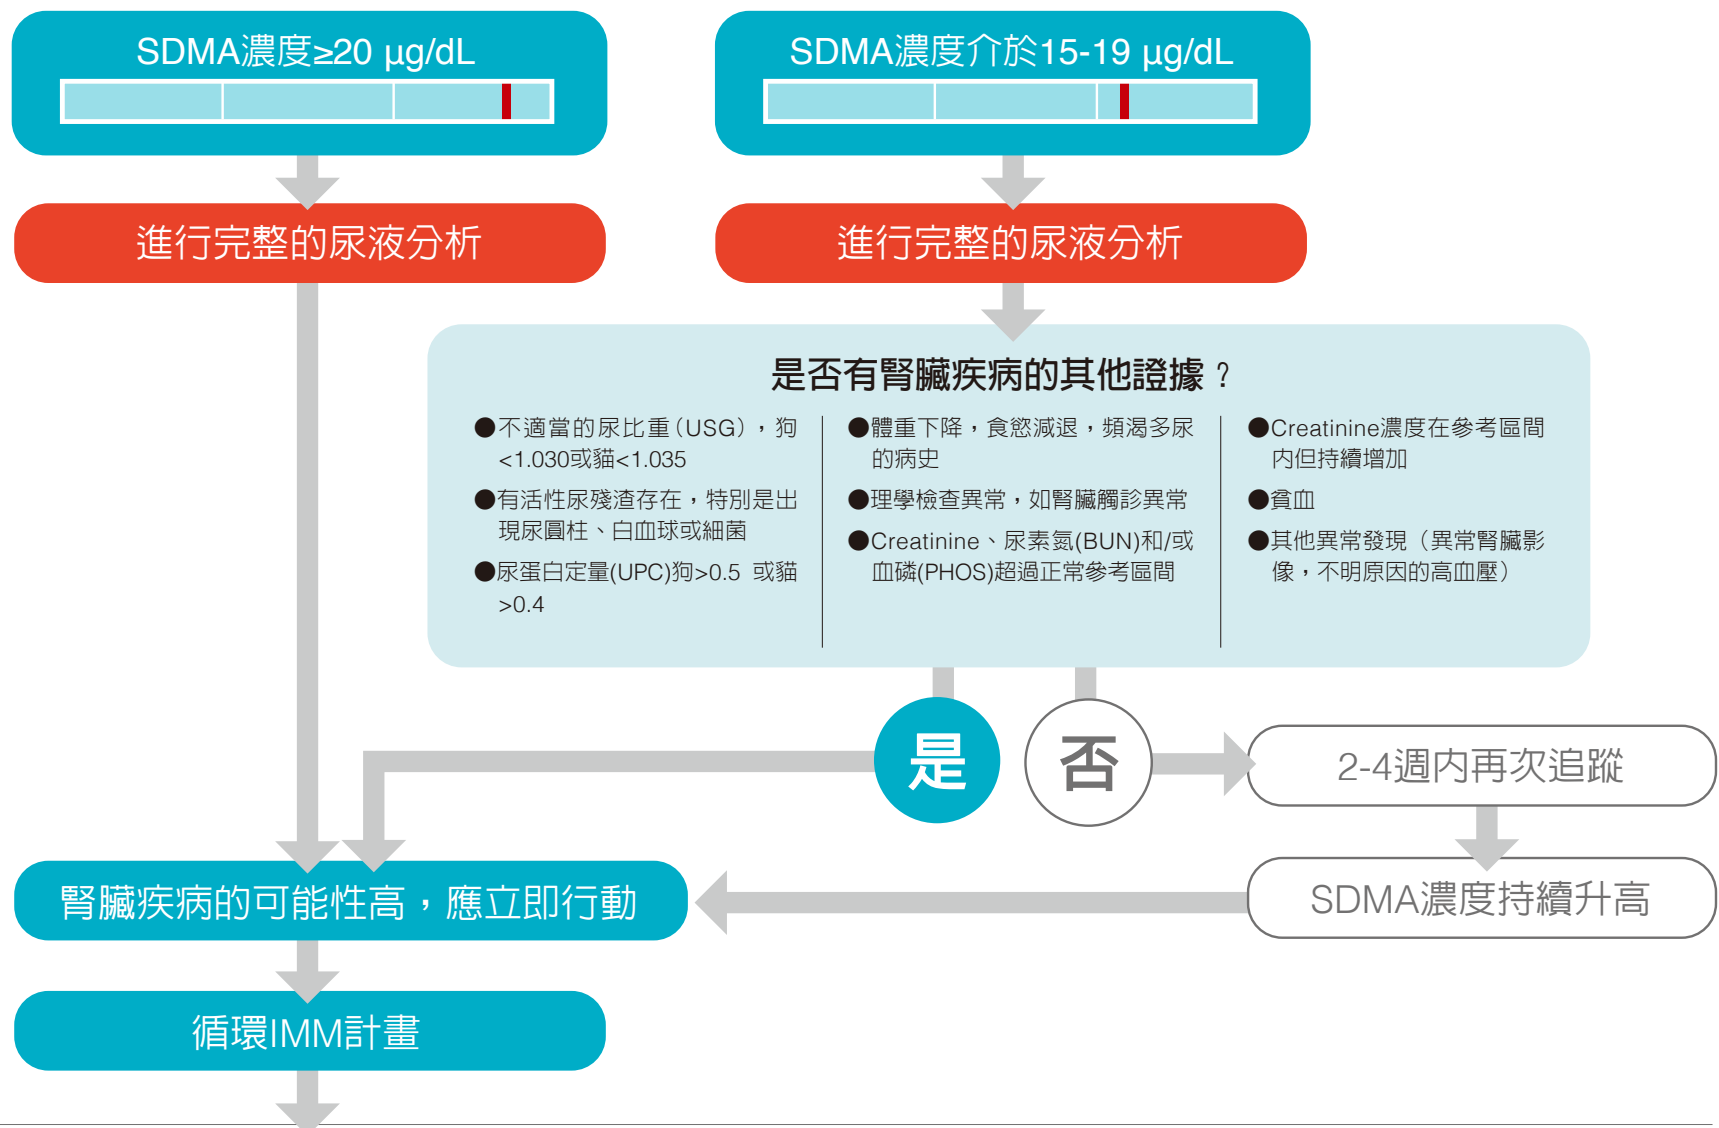 SDMA濃度≥20 μg/dL
SDMA濃度介於15-19 μg/dL
進行完整的尿液分析
進行完整的尿液分析
是否有腎臟疾病的其他證據？
●不適當的尿比重(USG)，狗
<1.030或貓<1.035
●有活性尿殘渣存在，特別是出
現尿圓柱、白血球或細菌
●尿蛋白定量(UPC)狗>0.5 或貓
>0.4
●體重下降，食慾減退，頻渴多尿
的病史
●理學檢查異常，如腎臟觸診異常
●Creatinine、尿素氮(BUN)和/或
血磷(PHOS)超過正常參考區間
●Creatinine濃度在參考區間
內但持續增加
●貧血
●其他異常發現（異常腎臟影
像，不明原因的高血壓）
是
否
2-4週內再次追蹤
腎臟疾病的可能性高，應立即行動
SDMA濃度持續升高
循環IMM計畫